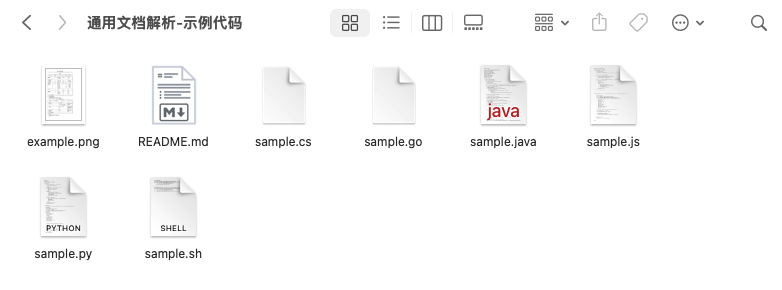 通用文档解析-示例代码
example.png
README.md
sample.cs
sample.go
java
sample.java
sample.js
PYTHON
sample.py
SHELL
sample.sh